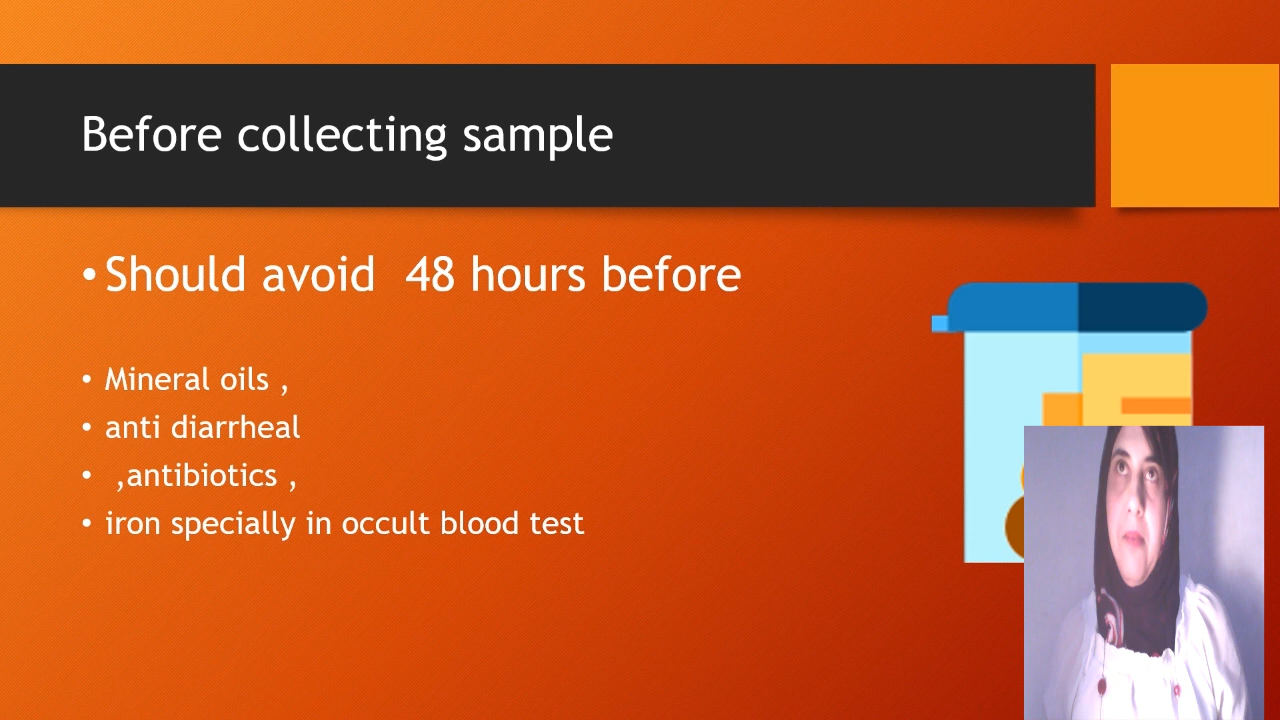 Before collecting sample
• Should avoid  48 hours before
• Mineral oils ,
• anti diarrheal
•  ,antibiotics ,
• iron specially in occult blood test